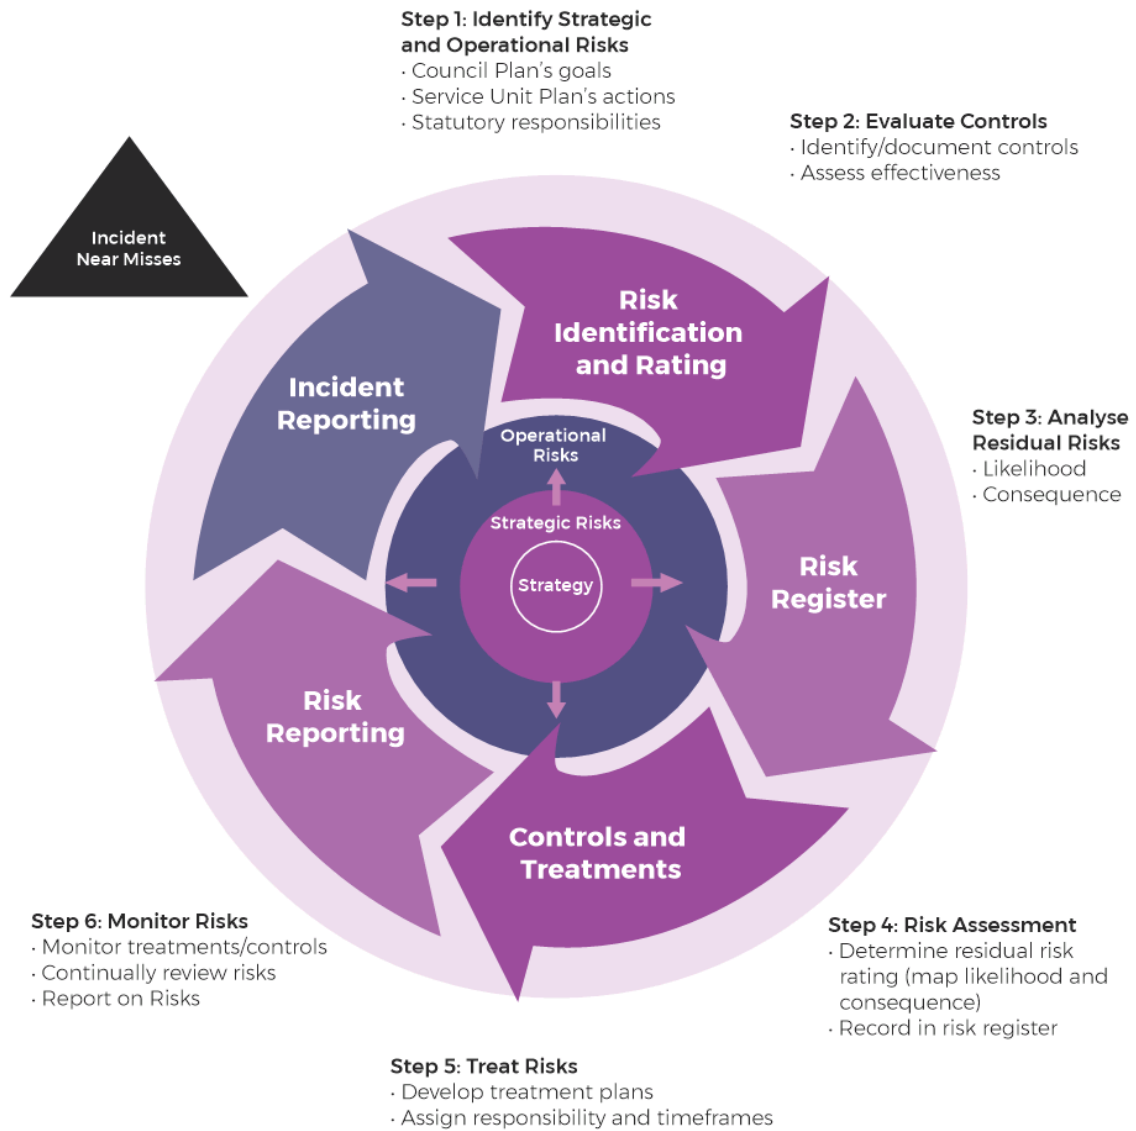 Step 1: Identify Strategic
and Operational Risks
· Council Plan's goals
· Service Unit Plan's actions
· Statutory responsibilities
Step 2: Evaluate Controls
· Identify/document controls
· Assess effectiveness
Incident
Near Misses
Risk
Identification
and Rating
Incident
Reporting
Step 3: Analyse
Residual Risks
· Likelihood
· Consequence
Operational
Risks
Strategic Risks
Strategy
Risk
Register
Risk
Reporting
Controls and
Treatments
Step 4: Risk Assessment
· Determine residual risk
rating (map likelihood and
consequence)
· Record in risk register
Step 6: Monitor Risks
· Monitor treatments/controls
· Continually review risks
· Report on Risks
Step 5: Treat Risks
· Develop treatment plans
· Assign responsibility and timeframes